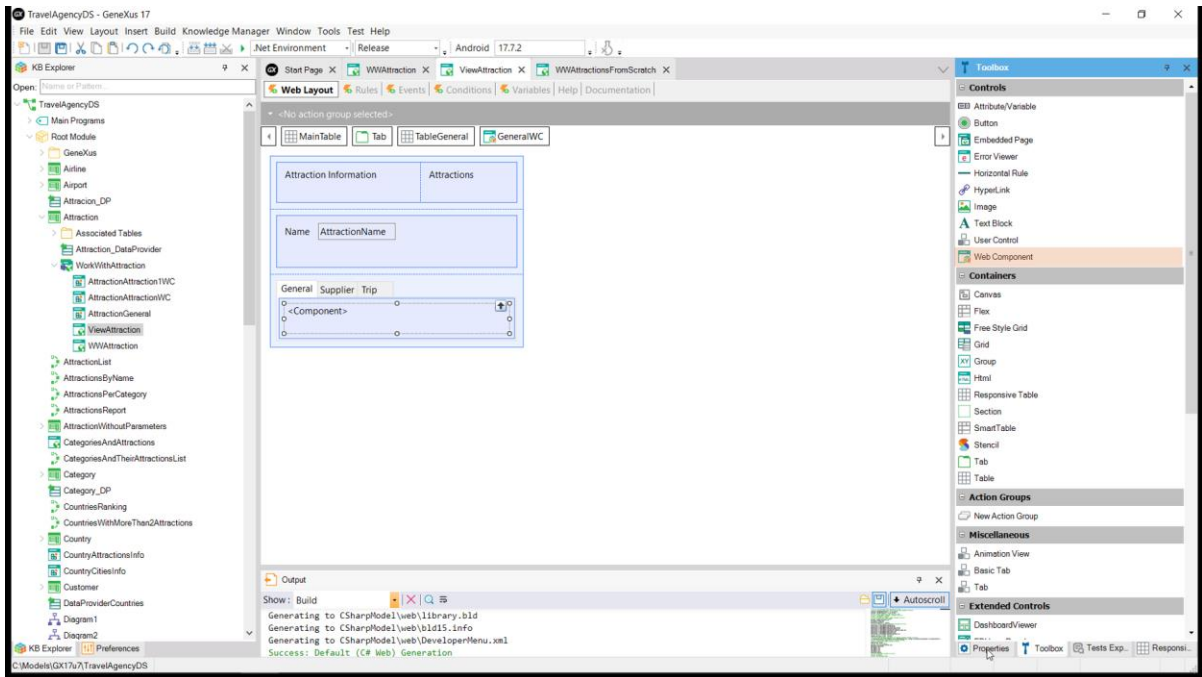 TravelAgencyDS - GeneXus 17
File Edit View Layout Insert Build Knowledge Manager Window Tools Test Help
.Net Environment Release Android 17.7.2
KB Explorer
Open: Name or Pattern...
TravelAgencyDS
Main Programs
Root Module
GeneXus
Airline
Airport
Attracion_DP
Attraction
Associated Tables
Attraction_DataProvider
WorkWithAttraction
AttractionAttraction1WC
AttractionAttractionWC
AttractionGeneral
ViewAttraction
WWAttraction
AttractionList
AttractionsByName
AttractionsPerCategory
AttractionsReport
AttractionWithoutParameters
CategoriesAndAttractions
CategoriesAndTheirAttractionsList
Category
Category_DP
CountriesRanking
CountriesWithMoreThan2Attractions
Country
CountryAttractionsInfo
CountryCitiesInfo
Customer
DataProviderCountries
Diagram1
Diagram2
KB Explorer Preferences
C:\Models\GX17u7\TravelAgencyDS
Start Page X WWAttraction X ViewAttraction X WWAttractionsFromScratch X
Web Layout Rules Events Conditions Variables Help Documentation
<No action group selected>
MainTable Tab TableGeneral GeneralWC
Attraction Information Attractions
Name AttractionName
General Supplier Trip
<Component>
Output
Show: Build Autoscroll
Generating to CSharpModel\web\library.bld
Generating to CSharpModel\web\bld15.info
Generating to CSharpModel\web\DeveloperMenu.xml
Success: Default (C# Web) Generation
Toolbox
Controls
Attribute/Variable
Button
Embedded Page
Error Viewer
Horizontal Rule
HyperLink
Image
Text Block
User Control
Web Component
Containers
Canvas
Flex
Free Style Grid
Grid
Group
Html
Responsive Table
Section
SmartTable
Stencil
Tab
Table
Action Groups
New Action Group
Miscellaneous
Animation View
Basic Tab
Tab
Extended Controls
DashboardViewer
Properties Toolbox Tests Exp... Responsi...